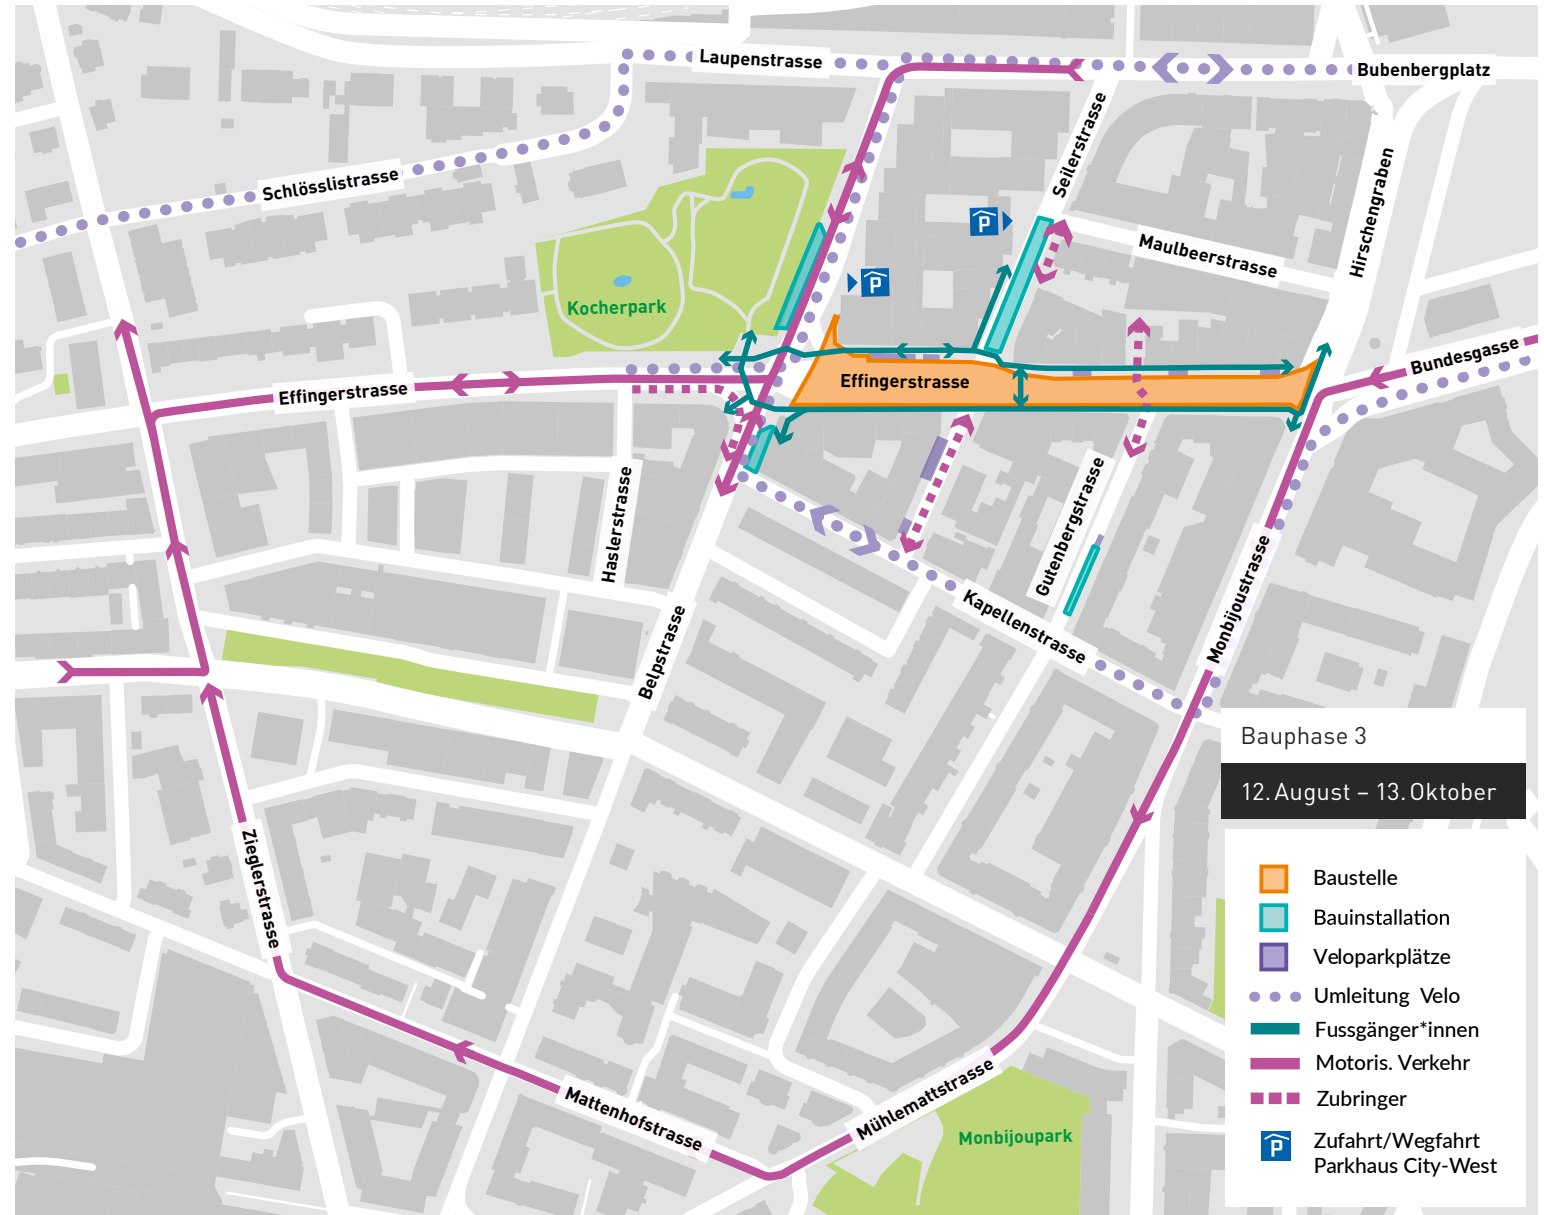 Laupenstrasse
Bubenbergplatz
Schlösslistrasse
Seilerstrasse
P
Maulbeerstrasse
Hirschengraben
P
Kocherpark
Effingerstrasse
Effingerstrasse
Bundesgasse
Haslerstrasse
Gutenbergstrasse
Monbijoustrasse
Kapellenstrasse
Belpstrasse
Zieglerstrasse
Mattenhofstrasse
Mühlemattstrasse
Monbijoupark
Bauphase 3
12. August – 13. Oktober
Baustelle
Bauinstallation
Veloparkplätze
Umleitung Velo
Fussgänger*innen
Motoris. Verkehr
Zubringer
P
Zufahrt/Wegfahrt
Parkhaus City-West